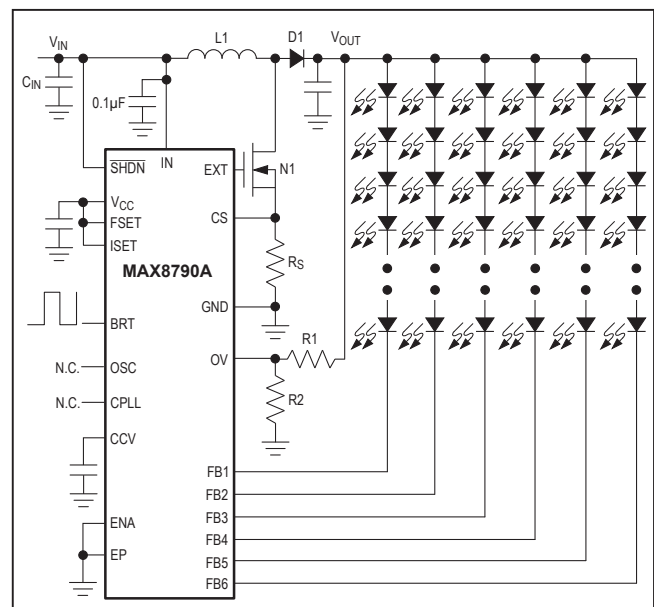 VIN
L1
D1
VOUT
CIN
0.1µF
IN
SHDN
EXT
N1
VCC
FSET
ISET
CS
MAX8790A
RS
GND
BRT
R1
OV
N.C.
OSC
R2
N.C.
CPLL
CCV
FB1
FB2
ENA
FB3
FB4
EP
FB5
FB6